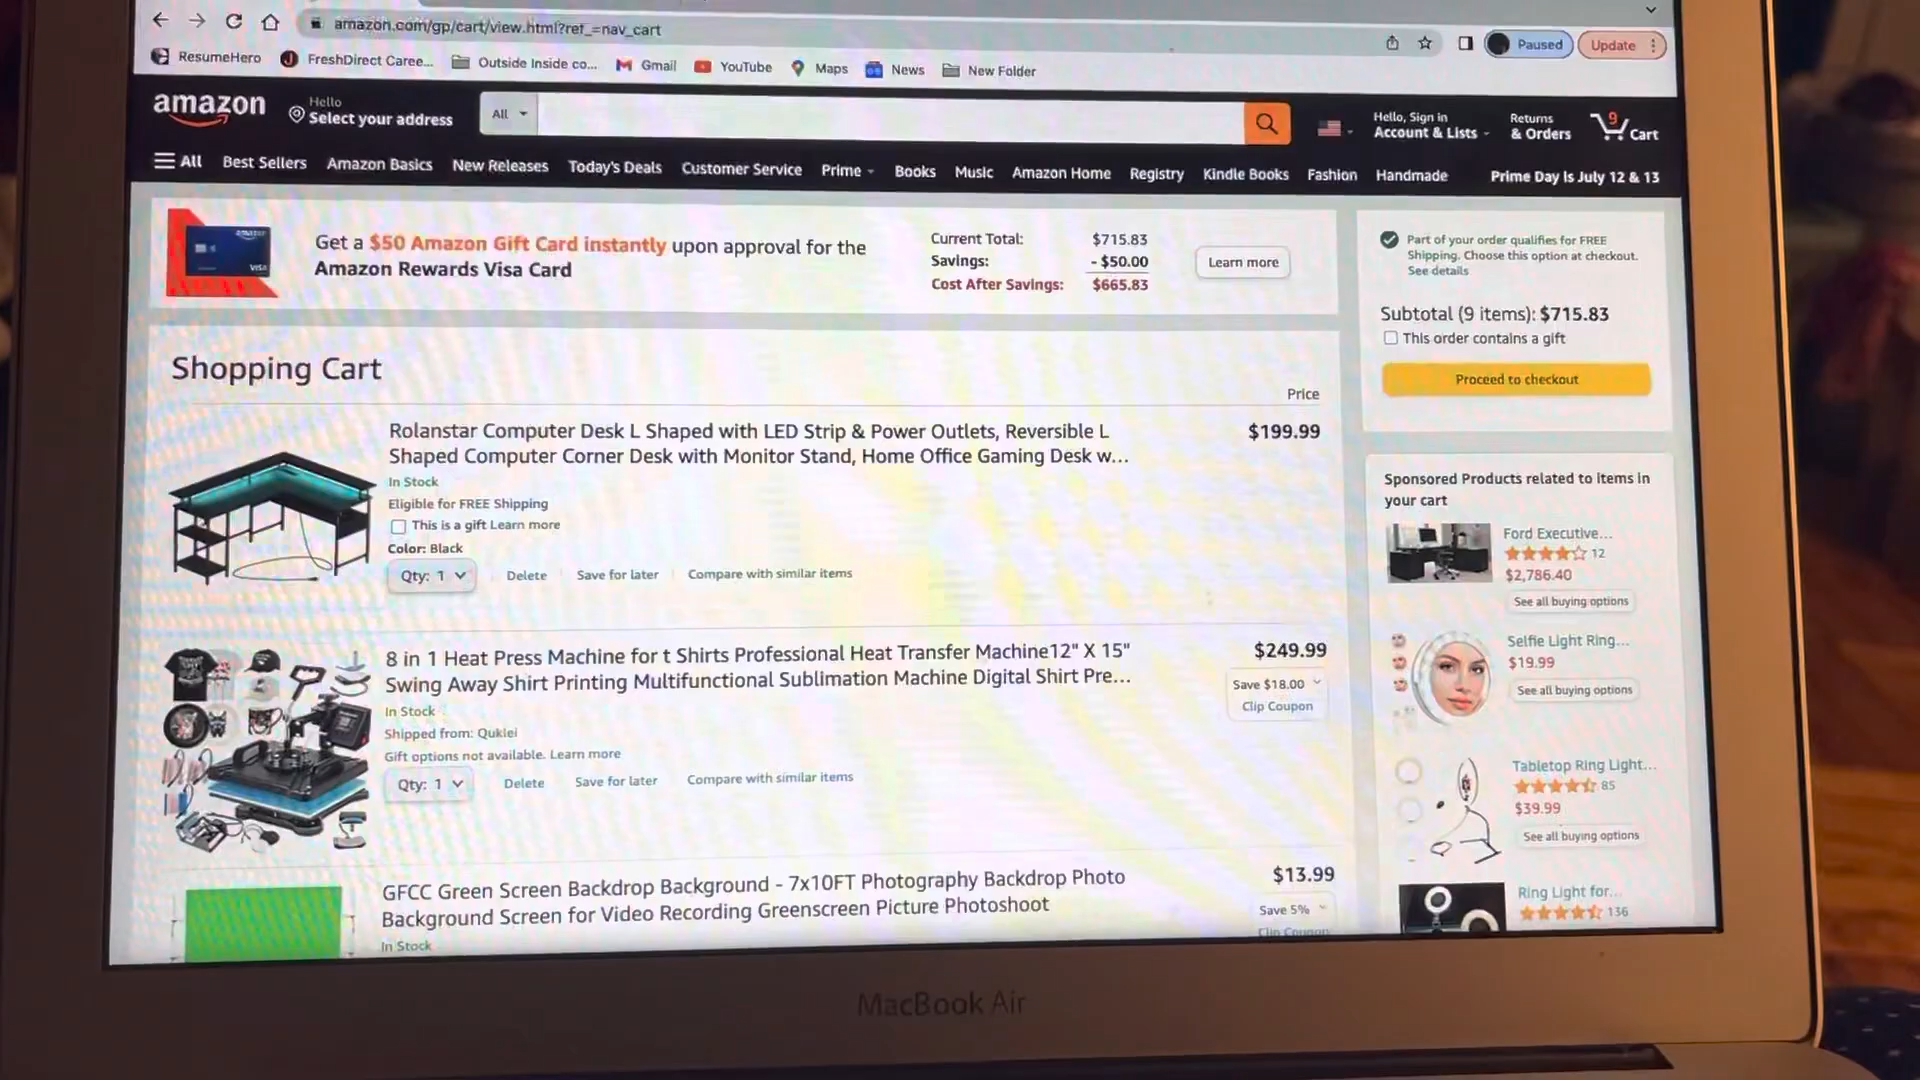 amazon.com/gp/cart/view.html?ref_=nav_cart
Paused
Update
ResumeHero
FreshDirect Caree...
Outside Inside co...
Gmail
YouTube
Maps
News
New Folder
amazon
Hello
Select your address
All
Hello, Sign in
Account & Lists
Returns
& Orders
9
Cart
All
Best Sellers
Amazon Basics
New Releases
Today's Deals
Customer Service
Prime
Books
Music
Amazon Home
Registry
Kindle Books
Fashion
Handmade
Prime Day is July 12 & 13
amazon
VISA
Get a $50 Amazon Gift Card instantly upon approval for the
Amazon Rewards Visa Card
Current Total: $715.83
Savings: - $50.00
Cost After Savings: $665.83
Learn more
Part of your order qualifies for FREE
Shipping. Choose this option at checkout.
See details
Subtotal (9 items): $715.83
This order contains a gift
Proceed to checkout
Shopping Cart
Price
Rolanstar Computer Desk L Shaped with LED Strip & Power Outlets, Reversible L
Shaped Computer Corner Desk with Monitor Stand, Home Office Gaming Desk w...
$199.99
In Stock
Eligible for FREE Shipping
This is a gift Learn more
Color: Black
Qty: 1
Delete
Save for later
Compare with similar items
8 in 1 Heat Press Machine for t Shirts Professional Heat Transfer Machine12" X 15"
Swing Away Shirt Printing Multifunctional Sublimation Machine Digital Shirt Pre...
$249.99
Save $18.00
Clip Coupon
In Stock
Shipped from: Quklei
Gift options not available. Learn more
Qty: 1
Delete
Save for later
Compare with similar items
GFCC Green Screen Backdrop Background - 7x10FT Photography Backdrop Photo
Background Screen for Video Recording Greenscreen Picture Photoshoot
$13.99
Save 5%
Clip Coupon
In Stock
Sponsored Products related to items in
your cart
Ford Executive...
12
$2,786.40
See all buying options
Selfie Light Ring...
$19.99
See all buying options
Tabletop Ring Light...
85
$39.99
See all buying options
Ring Light for...
136
MacBook Air